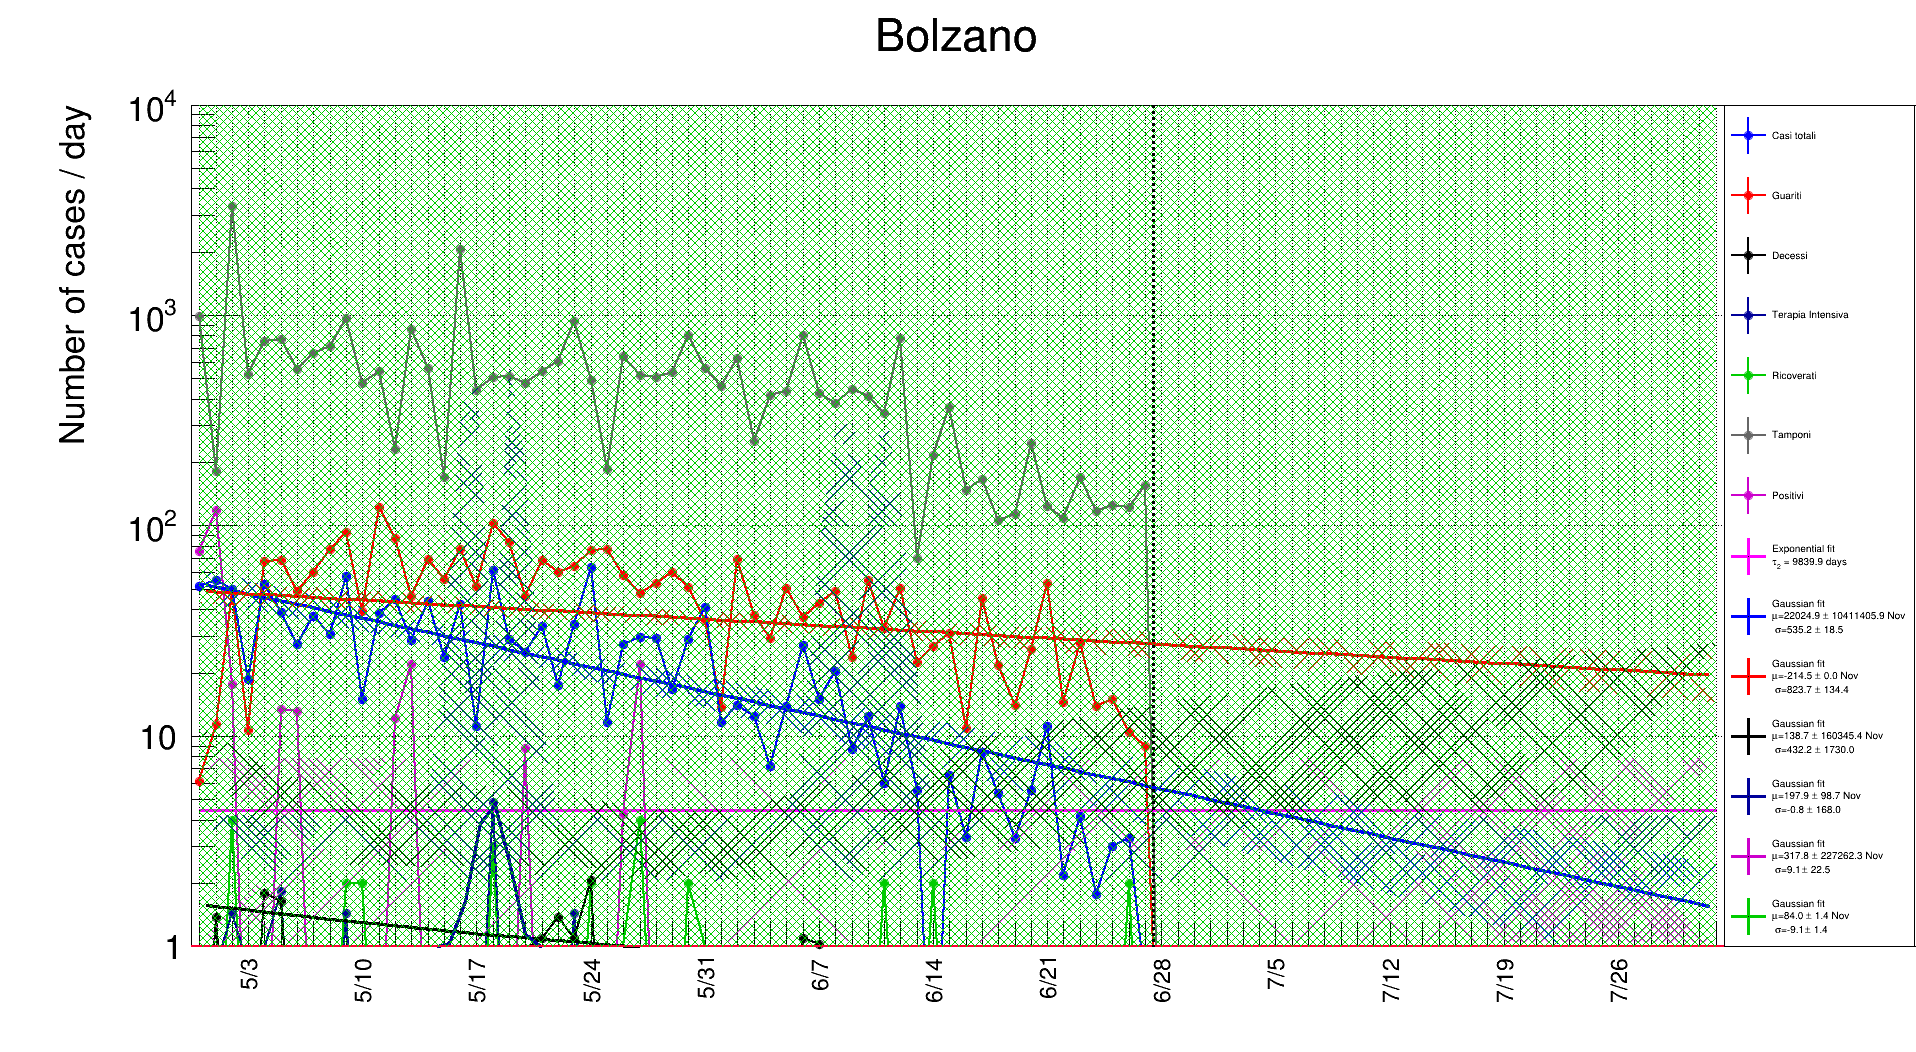 Bolzano
Number of cases / day
10^4
10^3
10^2
10
1
5/3
5/10
5/17
5/24
5/31
6/7
6/14
6/21
6/28
7/5
7/12
7/19
7/26
Casi totali
Guariti
Decessi
Terapia Intensiva
Ricoverati
Tamponi
Positivi
Exponential fit
τ2 = 9839.9 days
Gaussian fit
μ=22024.9 ± 10411405.9 Nov
σ=535.2 ± 18.5
Gaussian fit
μ=-214.5 ± 0.0 Nov
σ=823.7 ± 134.4
Gaussian fit
μ=138.7 ± 160345.4 Nov
σ=432.2 ± 1730.0
Gaussian fit
μ=197.9 ± 98.7 Nov
σ=-0.8 ± 168.0
Gaussian fit
μ=317.8 ± 227262.3 Nov
σ=9.1 ± 22.5
Gaussian fit
μ=84.0 ± 1.4 Nov
σ=-9.1 ± 1.4